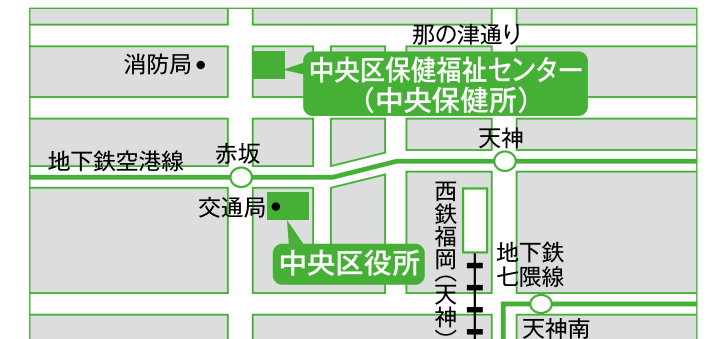 那の津通り
消防局
中央区保健福祉センター
（中央保健所）
天神
赤坂
地下鉄空港線
交通局
中央区役所
西鉄福岡（天神）
地下鉄
七隈線
天神南